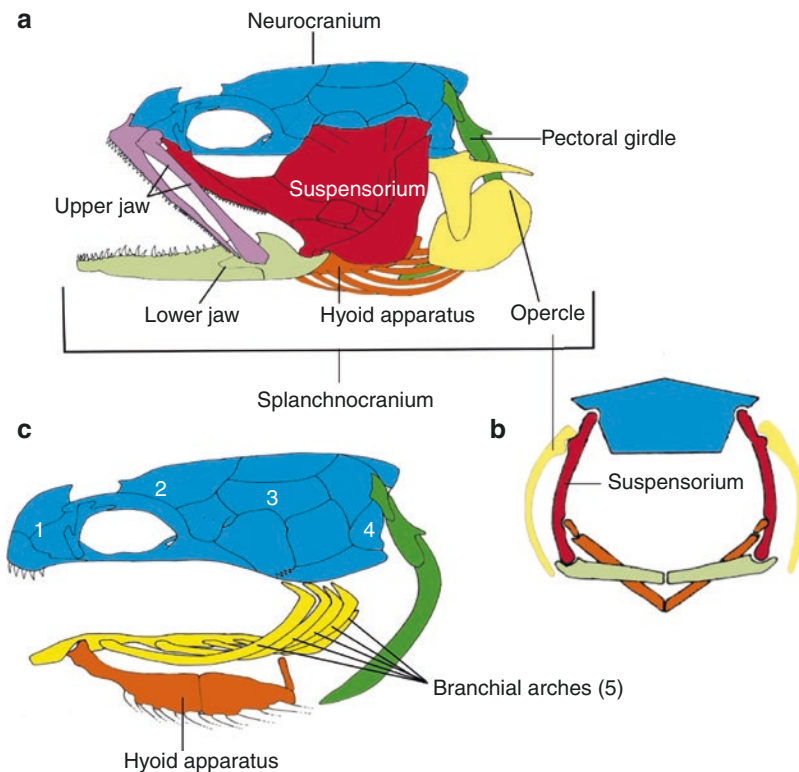 a
Neurocranium
Pectoral girdle
Suspensorium
Upper jaw
Lower jaw
Hyoid apparatus
Opercle
Splanchnocranium
b
Suspensorium
c
1
2
3
4
Branchial arches (5)
Hyoid apparatus